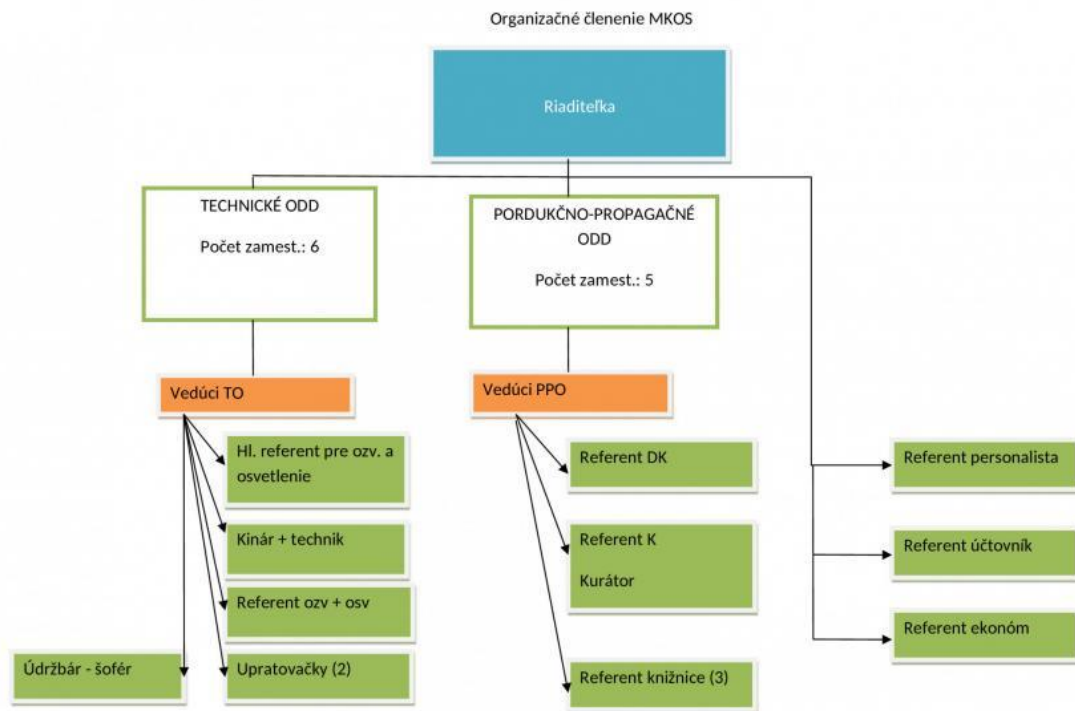 Organizačné členenie MKOS
Riaditeľka
TECHNICKÉ ODD
Počet zamest.: 6
PORDUKČNO-PROPAGAČNÉ
ODD
Počet zamest.: 5
Vedúci TO
Hl. referent pre ozv. a
osvetlenie
Kinár + technik
Referent ozv + osv
Údržbár - šofér
Upratovačky (2)
Vedúci PPO
Referent DK
Referent K
Kurátor
Referent knižnice (3)
Referent personalista
Referent účtovník
Referent ekonóm